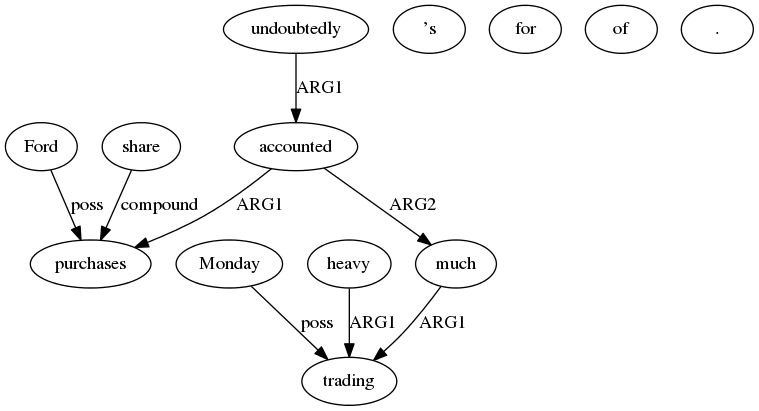 undoubtedly 's for of .
ARG1
Ford share accounted
poss compound ARG1 ARG2
purchases Monday heavy much
poss ARG1 ARG1
trading